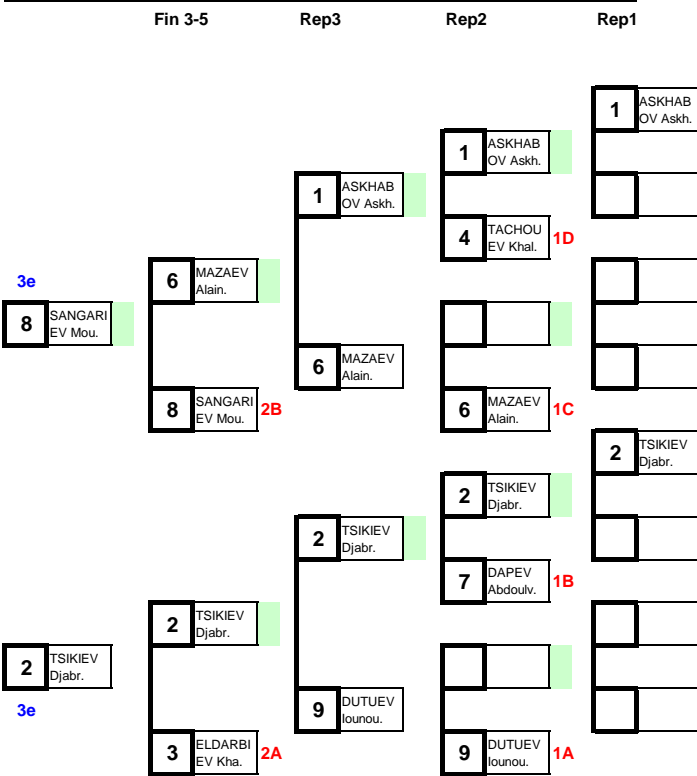 Fin 3-5 Rep3 Rep2 Rep1
1 ASKHAB
OV Askh.
1 ASKHAB
OV Askh.
1 ASKHAB
OV Askh.
4 TACHOU
EV Khal. 1D
3e
6 MAZAEV
Alain.
8 SANGARI
EV Mou.
6 MAZAEV
Alain.
8 SANGARI
EV Mou. 2B
6 MAZAEV
Alain. 1C
2 TSIKIEV
Djabr.
2 TSIKIEV
Djabr.
2 TSIKIEV
Djabr.
7 DAPEV
Abdoulv. 1B
2 TSIKIEV
Djabr.
2 TSIKIEV
Djabr.
3e
9 DUTUEV
Iounou.
3 ELDARBI
EV Kha. 2A
9 DUTUEV
Iounou. 1A